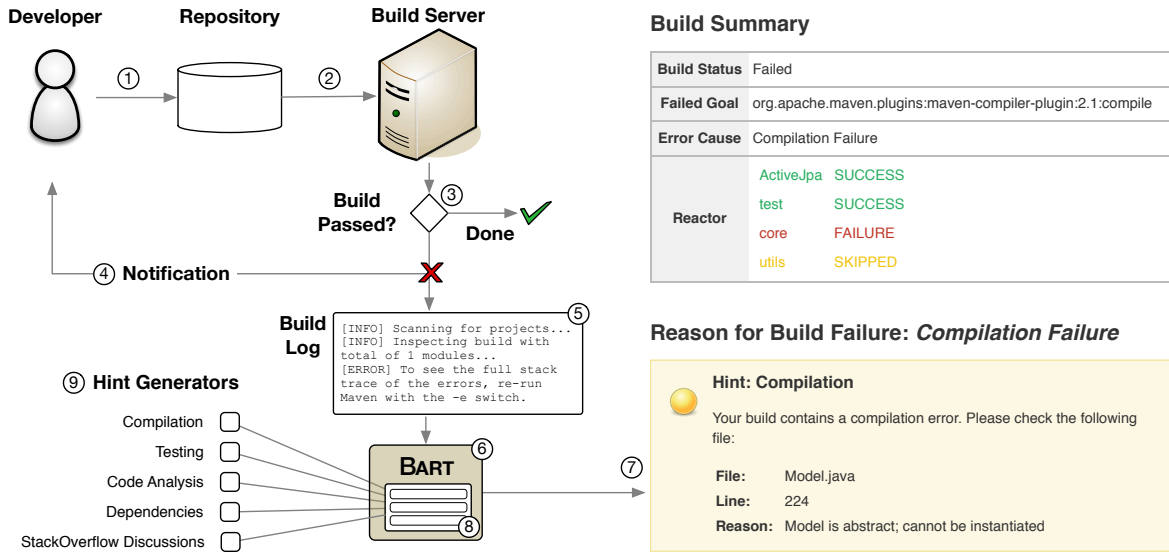 Developer
Repository
Build Server
①
②
③
Build
Passed?
Done
④ Notification
Build
Log
⑤
[INFO] Scanning for projects...
[INFO] Inspecting build with
total of 1 modules...
[ERROR] To see the full stack
trace of the errors, re-run
Maven with the -e switch.
⑨ Hint Generators
Compilation
Testing
Code Analysis
Dependencies
StackOverflow Discussions
⑥
BART
⑧
⑦
Build Summary
Build Status Failed
Failed Goal org.apache.maven.plugins:maven-compiler-plugin:2.1:compile
Error Cause Compilation Failure
Reactor
ActiveJpa SUCCESS
test SUCCESS
core FAILURE
utils SKIPPED
Reason for Build Failure: Compilation Failure
Hint: Compilation
Your build contains a compilation error. Please check the following
file:
File: Model.java
Line: 224
Reason: Model is abstract; cannot be instantiated